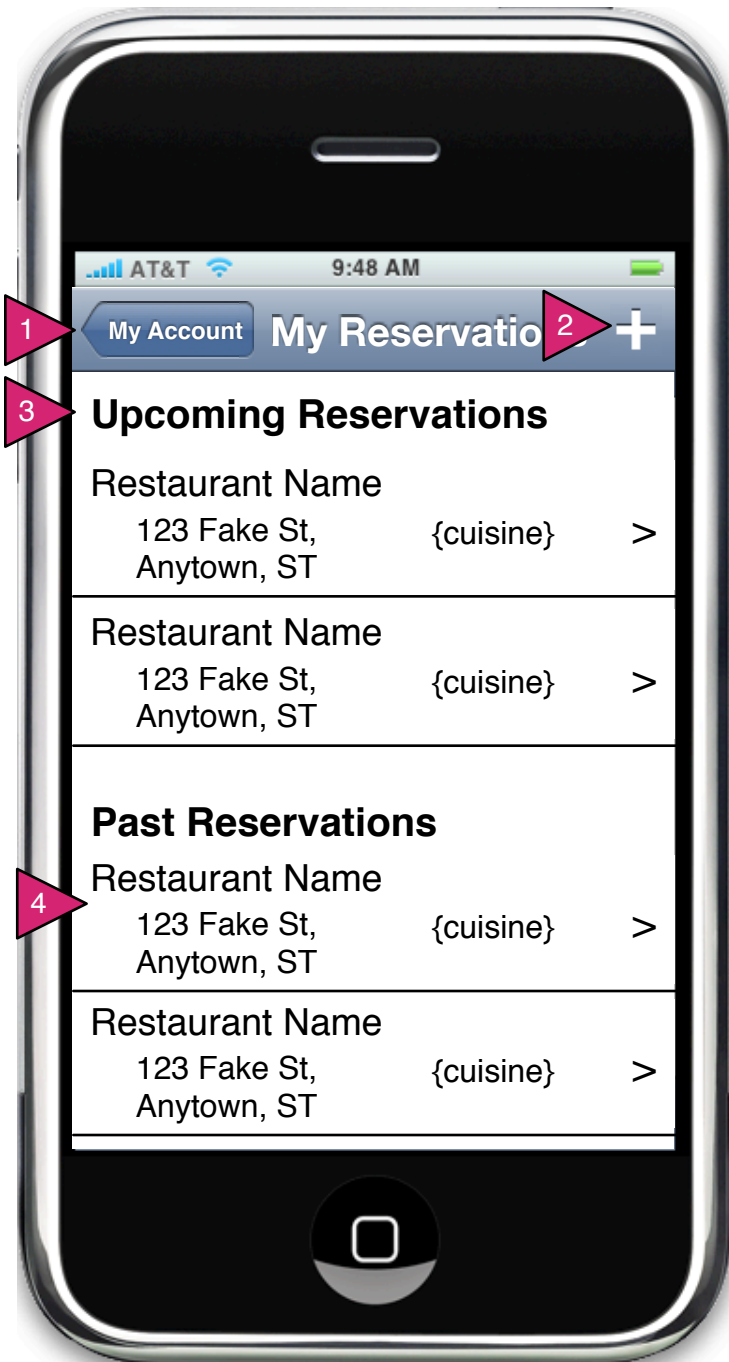 AT&T 9:48 AM
1 My Account My Reservatio 2 +
3 Upcoming Reservations
Restaurant Name
123 Fake St, {cuisine} >
Anytown, ST
Restaurant Name
123 Fake St, {cuisine} >
Anytown, ST
Past Reservations
Restaurant Name
4
123 Fake St, {cuisine} >
Anytown, ST
Restaurant Name
123 Fake St, {cuisine} >
Anytown, ST